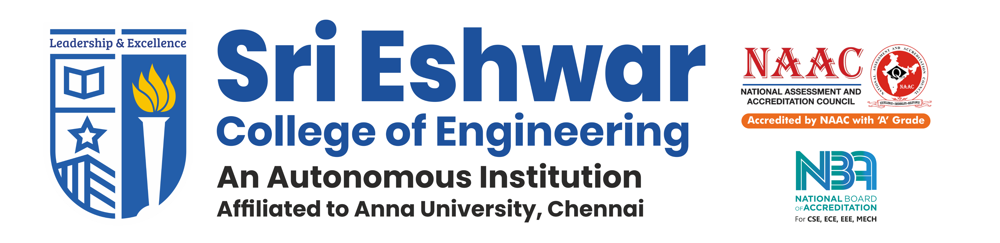 Leadership & Excellence
Sri Eshwar
College of Engineering
An Autonomous Institution
Affiliated to Anna University, Chennai
NAAC
NATIONAL ASSESSMENT AND
ACCREDITATION COUNCIL
NATIONAL ASSESSMENT AND ACCREDITATION COUNCIL
Q
NAAC
EXCELLENCE • CREDIBILITY • RELEVANCE
Accredited by NAAC with ‘A’ Grade
NBA
NATIONAL BOARD
OF ACCREDITATION
For CSE, ECE, EEE, MECH